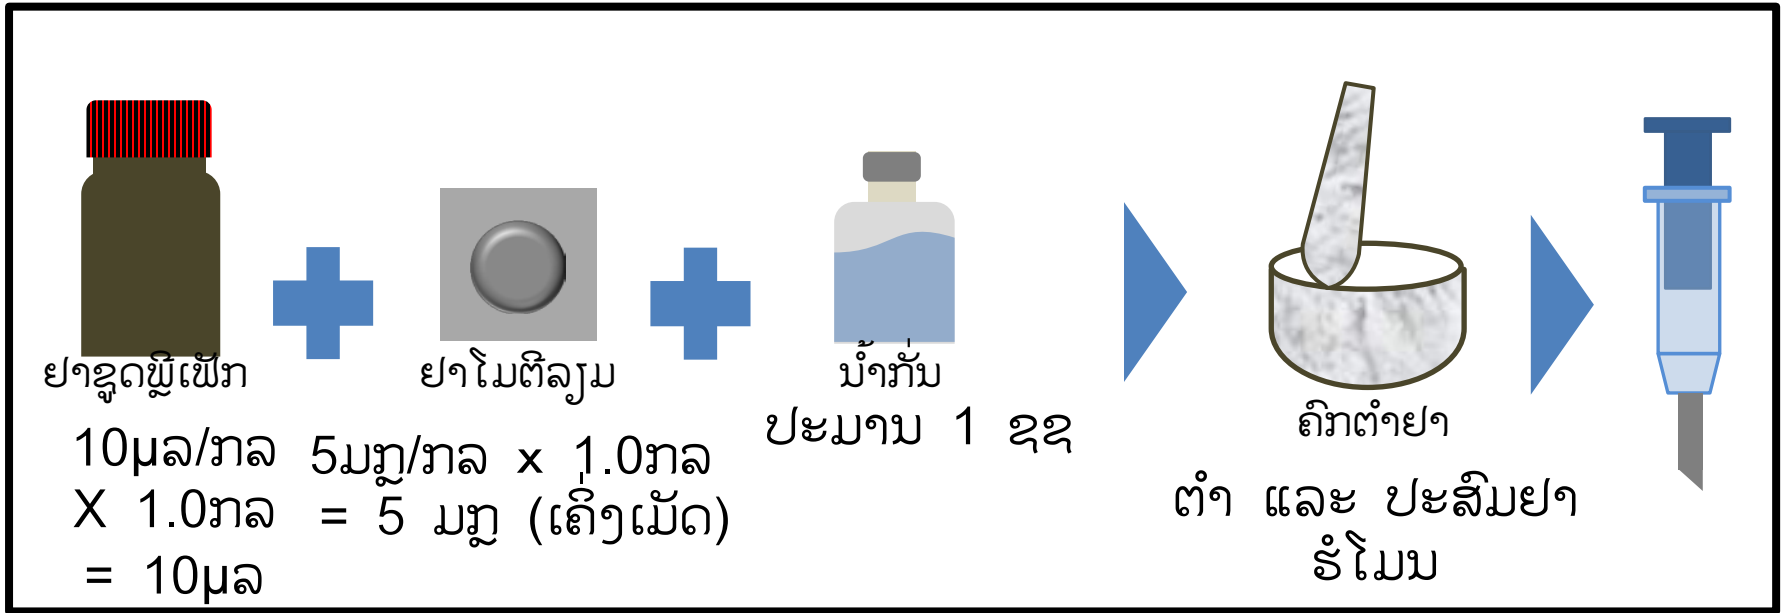 ຢາຊູດພຼີເຟັກ
10µລ/ກລ
X 1.0ກລ
= 10µລ
ຢາໂມຕີລຽມ
5ມກຼ/ກລ x 1.0ກລ
= 5 ມກຼ (ເຄິ່ງເມັດ)
ນ້ຳກັ່ນ
ປະມານ 1 ຊຊ
ຄົກຕຳຢາ
ຕຳ ແລະ ປະສົມຢາ
ຮໍໂມນ